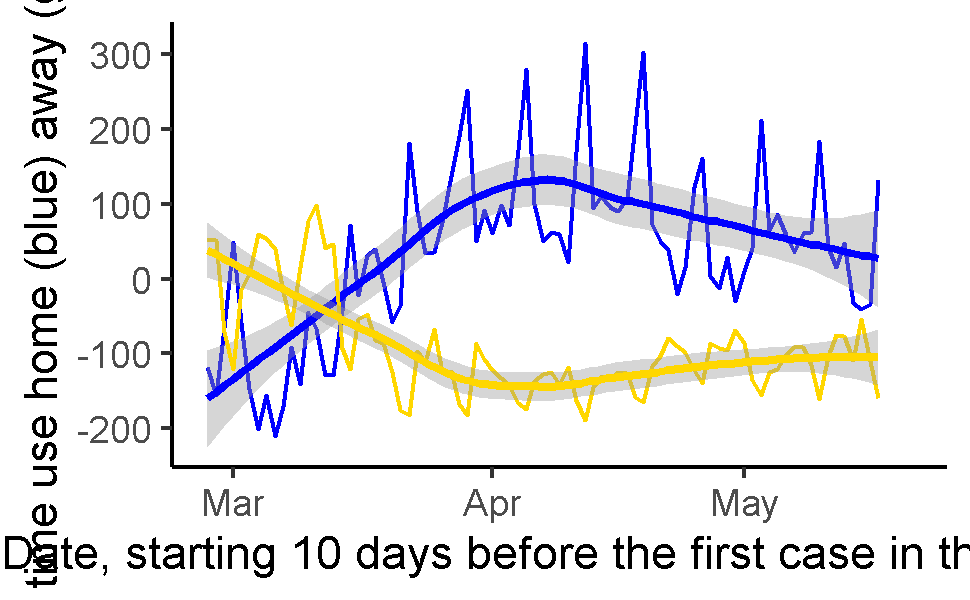 time use home (blue) away (
300
200
100
0
-100
-200
Mar Apr May
Date, starting 10 days before the first case in th